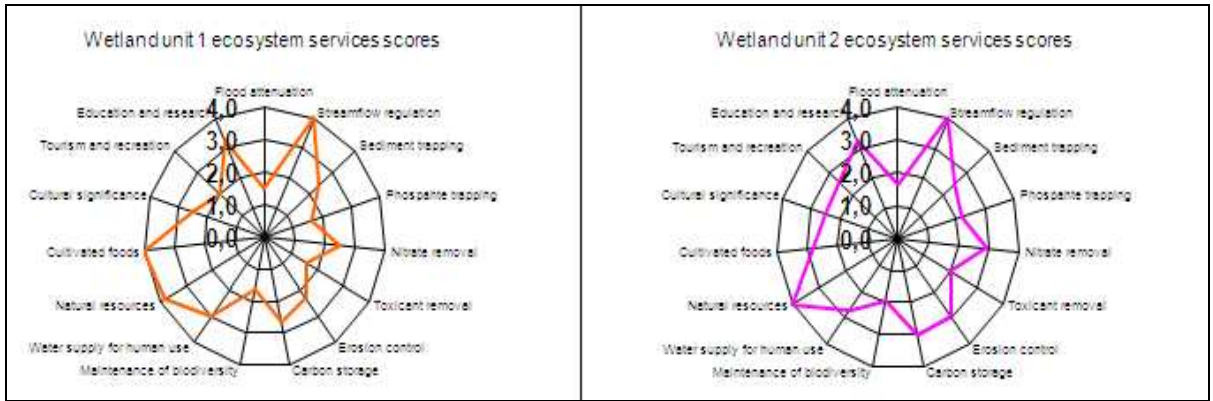 Wetland unit 1 ecosystem services scores
Flood attenuation
Streamflow regulation
Sediment trapping
Phospahte trapping
Nitrate removal
Toxicant removal
Erosion control
Carbon storage
Maintenance of biodiversity
Water supply for human use
Natural resources
Cultivated foods
Cultural significance
Tourism and recreation
Education and research
4,0
3,0
2,0
1,0
0,0
Wetland unit 2 ecosystem services scores
Flood attenuation
Streamflow regulation
Sediment trapping
Phospahte trapping
Nitrate removal
Toxicant removal
Erosion control
Carbon storage
Maintenance of biodiversity
Water supply for human use
Natural resources
Cultivated foods
Cultural significance
Tourism and recreation
Education and research
4,0
3,0
2,0
1,0
0,0